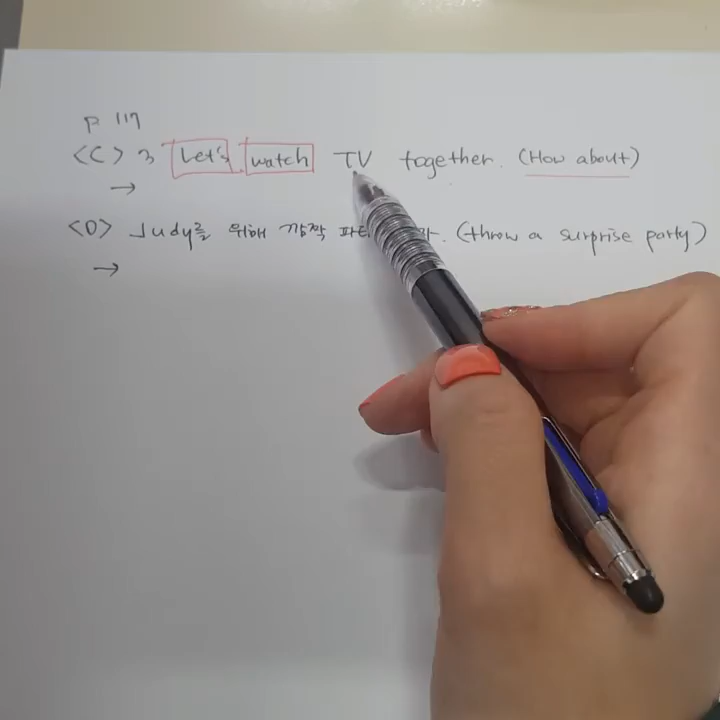 p 117
<C> 3 Let's watch TV together. (How about)
→
<D> Judy를 위해 깜짝 (throw a surprise party)
→